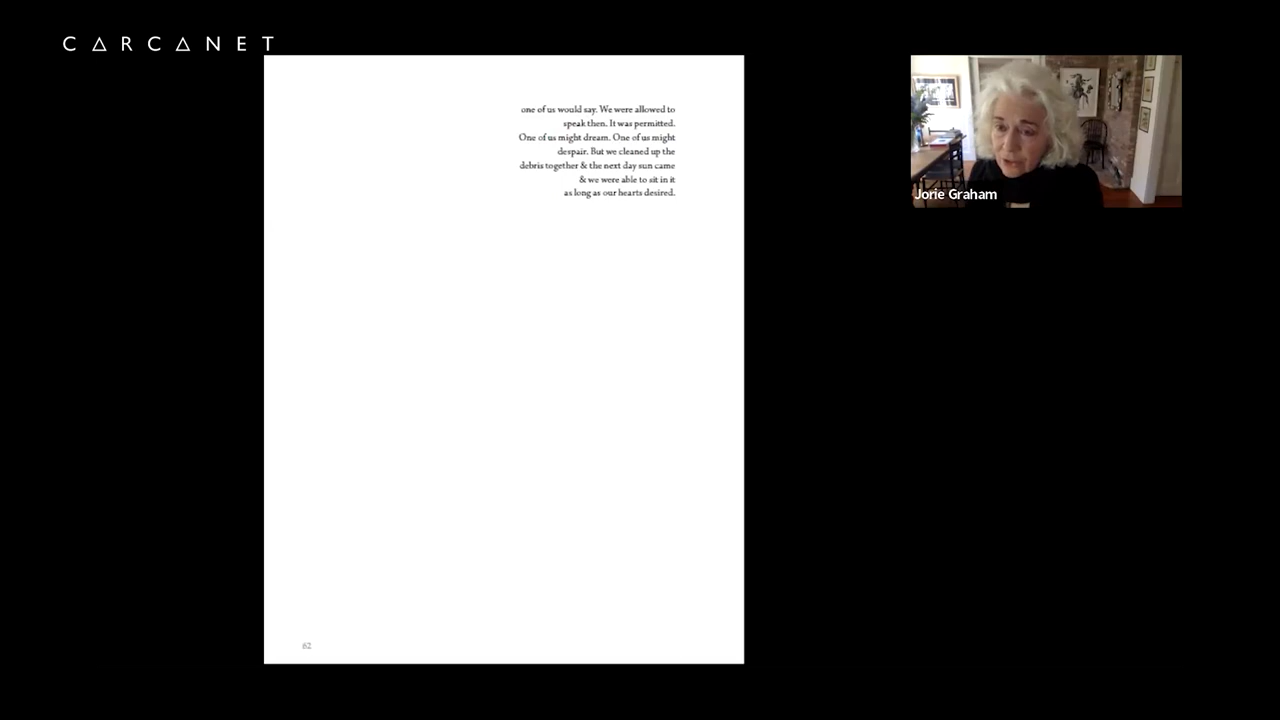 CARCANET
one of us would say. We were allowed to
speak then. It was permitted.
One of us might dream. One of us might
despair. But we cleaned up the
debris together & the next day sun came
& we were able to sit in it
as long as our hearts desired.
62
Jorie Graham